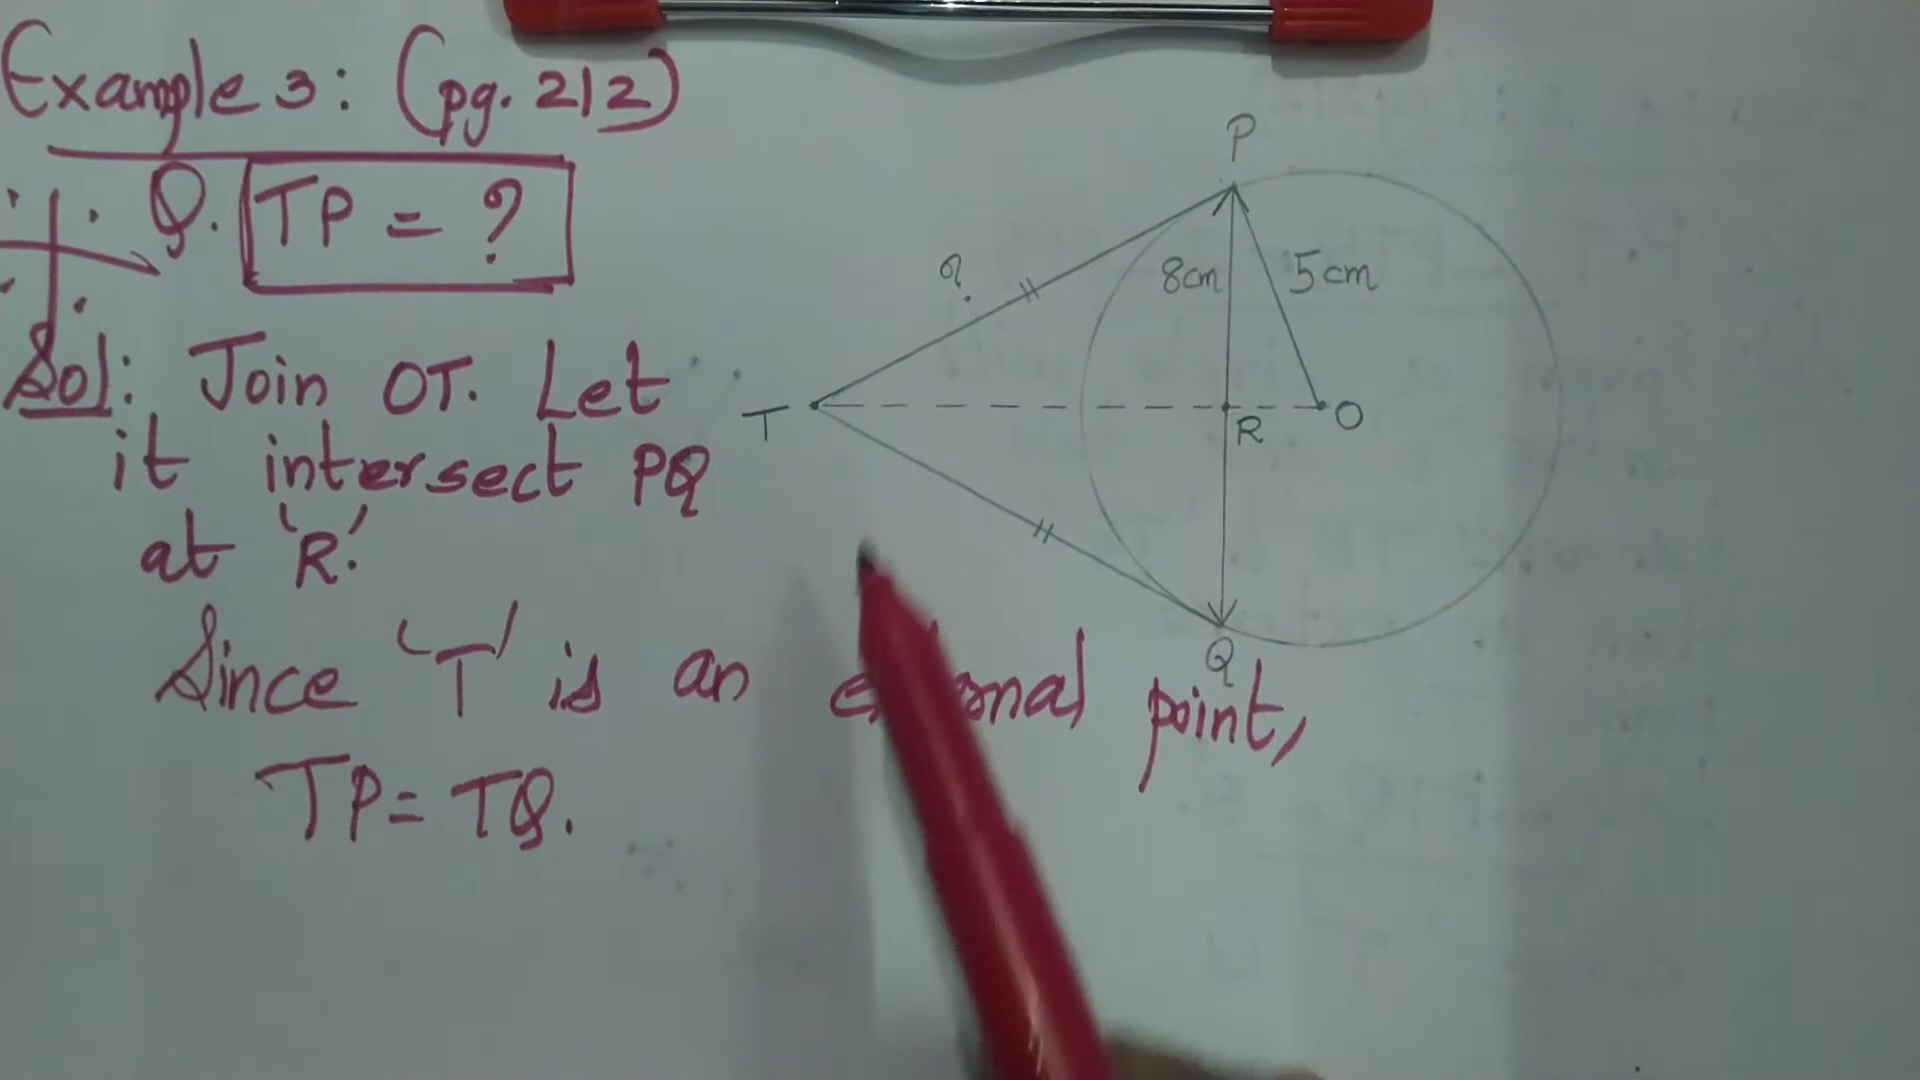 Example 3: (pg. 212)
Q. TP = ?
Sol: Join OT. Let
it intersect PQ
at 'R'.
Since 'T' is an
point,
TP = TQ.
P
8cm
5cm
?
T
R
O
Q